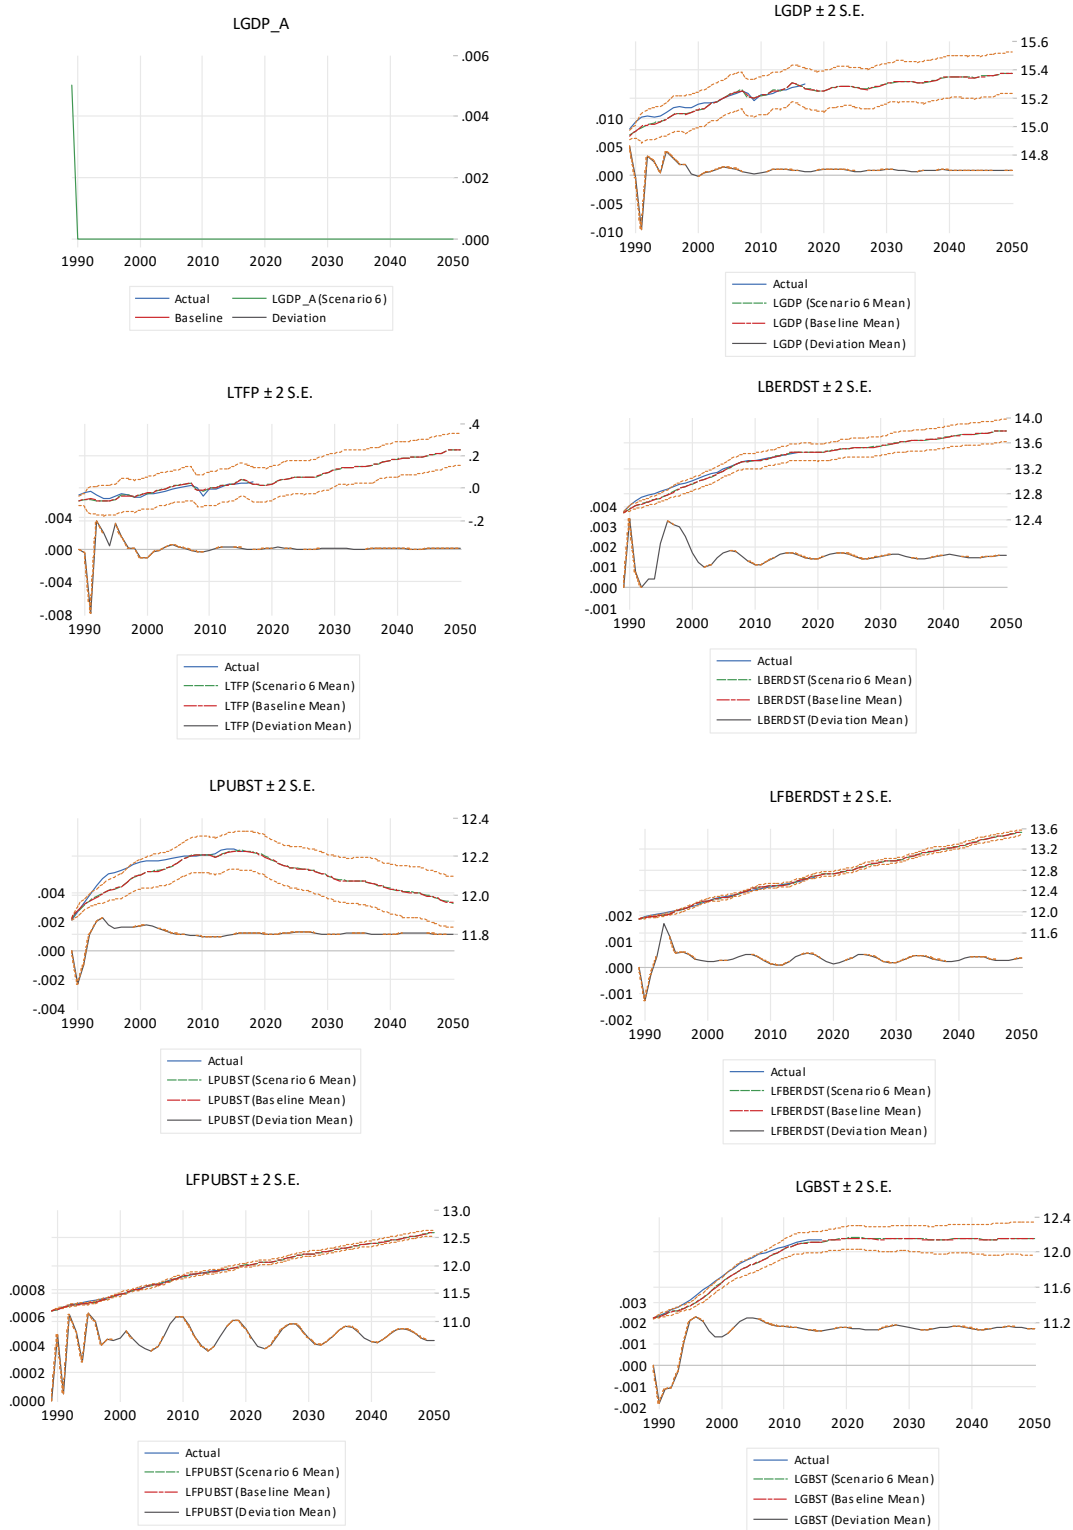 LGDP_A
.006
.004
.002
.000
1990 2000 2010 2020 2030 2040 2050
Actual LGDP_A (Scenario 6)
Baseline Deviation
LGDP ± 2 S.E.
15.6
15.4
15.2
15.0
14.8
0.010
0.005
0.000
-0.005
-0.010
1990 2000 2010 2020 2030 2040 2050
Actual
LGDP (Scenario 6 Mean)
LGDP (Baseline Mean)
LGDP (Deviation Mean)
LTFP ± 2 S.E.
.4
.2
.0
-.2
0.004
0.000
-.004
-.008
1990 2000 2010 2020 2030 2040 2050
Actual
LTFP (Scenario 6 Mean)
LTFP (Baseline Mean)
LTFP (Deviation Mean)
LBERDST ± 2 S.E.
14.0
13.6
13.2
12.8
12.4
.004
.003
.002
.001
.000
-.001
1990 2000 2010 2020 2030 2040 2050
Actual
LBERDST (Scenario 6 Mean)
LBERDST (Baseline Mean)
LBERDST (Deviation Mean)
LPUBST ± 2 S.E.
12.4
12.2
12.0
11.8
.004
.002
.000
-.002
-.004
1990 2000 2010 2020 2030 2040 2050
Actual
LPUBST (Scenario 6 Mean)
LPUBST (Baseline Mean)
LPUBST (Deviation Mean)
LFBERDST ± 2 S.E.
13.6
13.2
12.8
12.4
12.0
11.6
.002
.001
.000
-.001
-.002
1990 2000 2010 2020 2030 2040 2050
Actual
LFBERDST (Scenario 6 Mean)
LFBERDST (Baseline Mean)
LFBERDST (Deviation Mean)
LFPUBST ± 2 S.E.
13.0
12.5
12.0
11.5
11.0
.0008
.0006
.0004
.0002
.0000
1990 2000 2010 2020 2030 2040 2050
Actual
LFPUBST (Scenario 6 Mean)
LFPUBST (Baseline Mean)
LFPUBST (Deviation Mean)
LGBST ± 2 S.E.
12.4
12.0
11.6
11.2
.003
.002
.001
.000
-.001
-.002
1990 2000 2010 2020 2030 2040 2050
Actual
LGBST (Scenario 6 Mean)
LGBST (Baseline Mean)
LGBST (Deviation Mean)